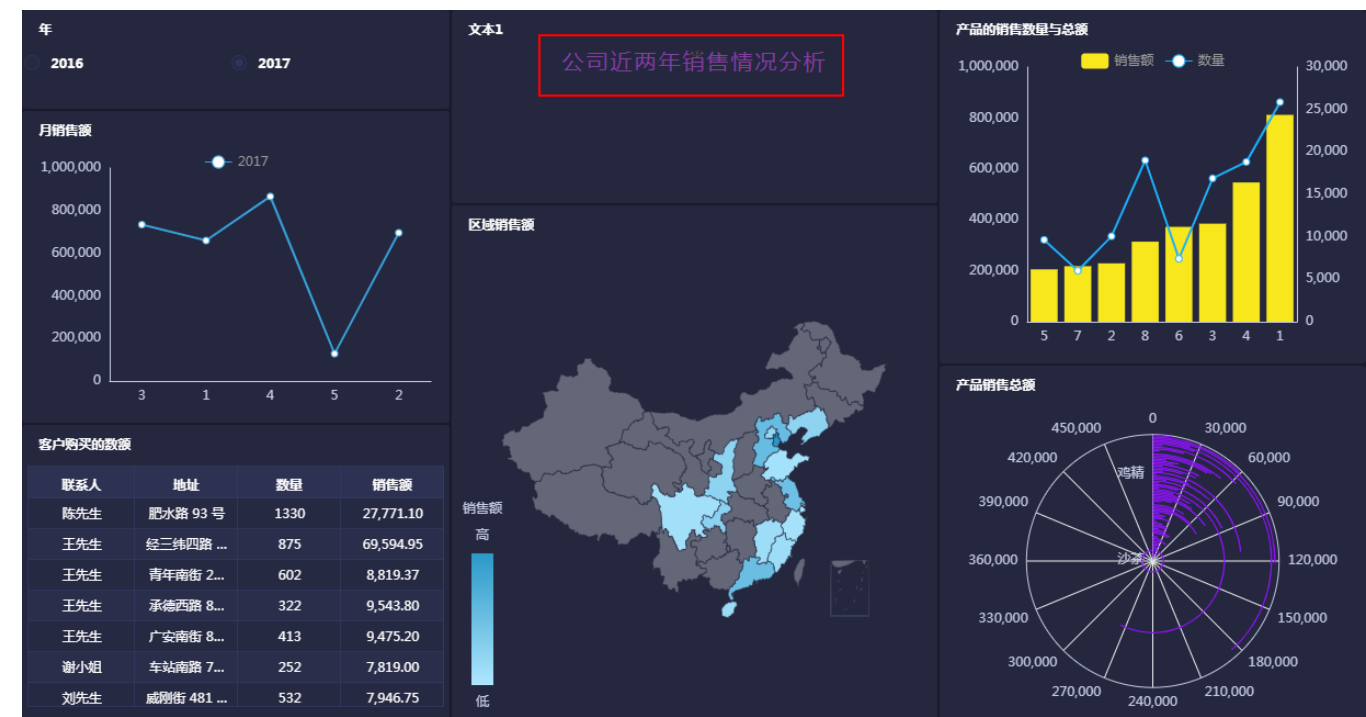 年
2016
2017
月销售额
2017
1,000,000
800,000
600,000
400,000
200,000
0
3 1 4 5 2
客户购买的数额
联系人 地址 数量 销售额
陈先生 肥水路 93 号 1330 27,771.10
王先生 经三纬四路 ... 875 69,594.95
王先生 青年南街 2... 602 8,819.37
王先生 承德西路 8... 322 9,543.80
王先生 广安南街 8... 413 9,475.20
谢小姐 车站南路 7... 252 7,819.00
刘先生 威刚街 481 ... 532 7,946.75
文本1
公司近两年销售情况分析
区域销售额
销售额
高
低
产品的销售数量与总额
销售额 数量
1,000,000
800,000
600,000
400,000
200,000
0
30,000
25,000
20,000
15,000
10,000
5,000
0
5 7 2 8 6 3 4 1
产品销售总额
0
30,000
60,000
90,000
120,000
150,000
180,000
210,000
240,000
270,000
300,000
330,000
360,000
390,000
420,000
450,000
鸡精
沙茶